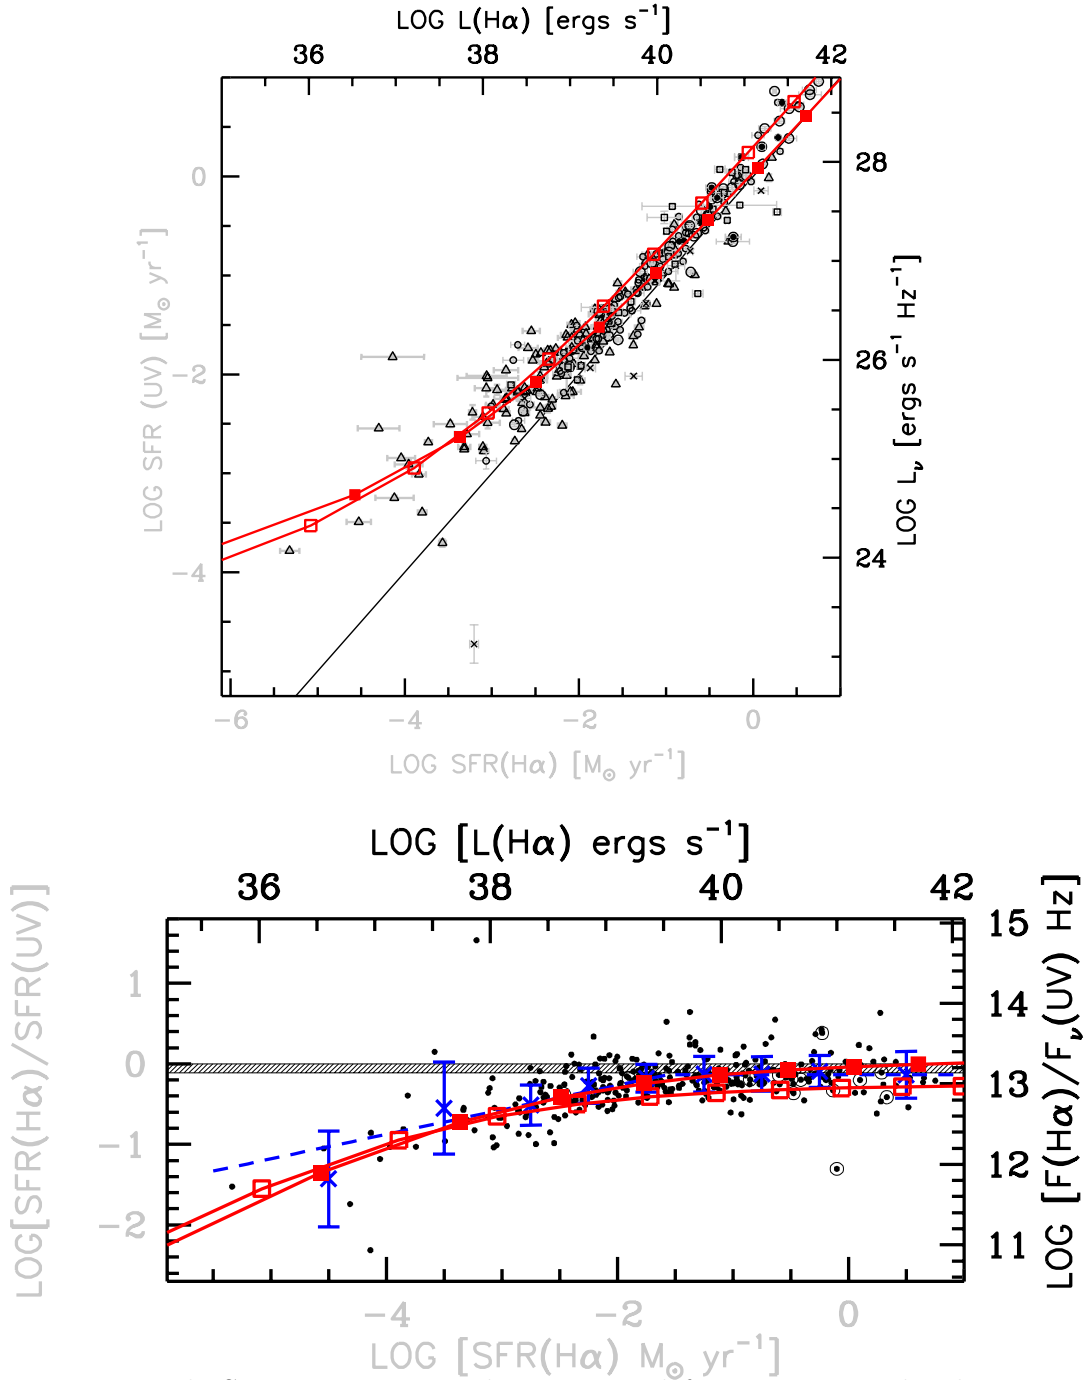 LOG L(Hα) [ergs s⁻¹]
36 38 40 42
0
-2
-4
LOG SFR (UV) [M⊙ yr⁻¹]
28
26
24
LOG Lν [ergs s⁻¹ Hz⁻¹]
-6 -4 -2 0
LOG SFR(Hα) [M⊙ yr⁻¹]
LOG [L(Hα) ergs s⁻¹]
36 38 40 42
1
0
-1
-2
LOG[SFR(Hα)/SFR(UV)]
15
14
13
12
11
LOG [F(Hα)/Fν(UV) Hz]
-4 -2 0
LOG [SFR(Hα) M⊙ yr⁻¹]